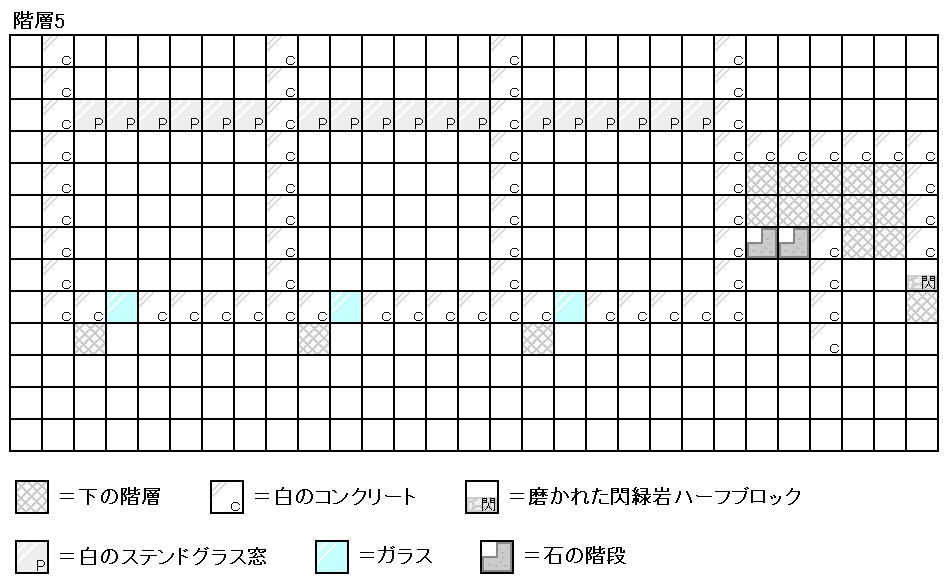 階層5
C C C C
C C C C
C P P P P P P C P P P P P P C P P P P P P C
C C C C C C C C C C
C C C C C
C C C C C
C C C C C C
C C C C C 閃
C C C C C C C C C C C C C C C C C C C C
C
＝下の階層 C ＝白のコンクリート 閃 ＝磨かれた閃緑岩ハーフブロック
P ＝白のステンドグラス窓 ＝ガラス ＝石の階段